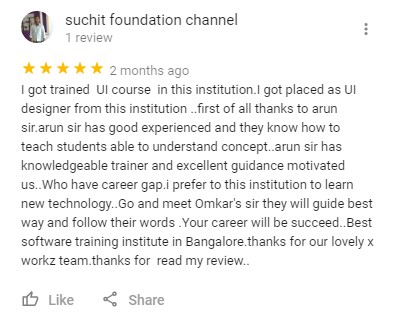 suchit foundation channel
1 review
2 months ago
I got trained UI course in this institution.I got placed as UI
designer from this institution ..first of all thanks to arun
sir.arun sir has good experienced and they know how to
teach students able to understand concept..arun sir has
knowledgeable trainer and excellent guidance motivated
us..Who have career gap.i prefer to this institution to learn
new technology..Go and meet Omkar's sir they will guide best
way and follow their words .Your career will be succeed..Best
software training institute in Bangalore.thanks for our lovely x
workz team.thanks for read my review..
Like Share